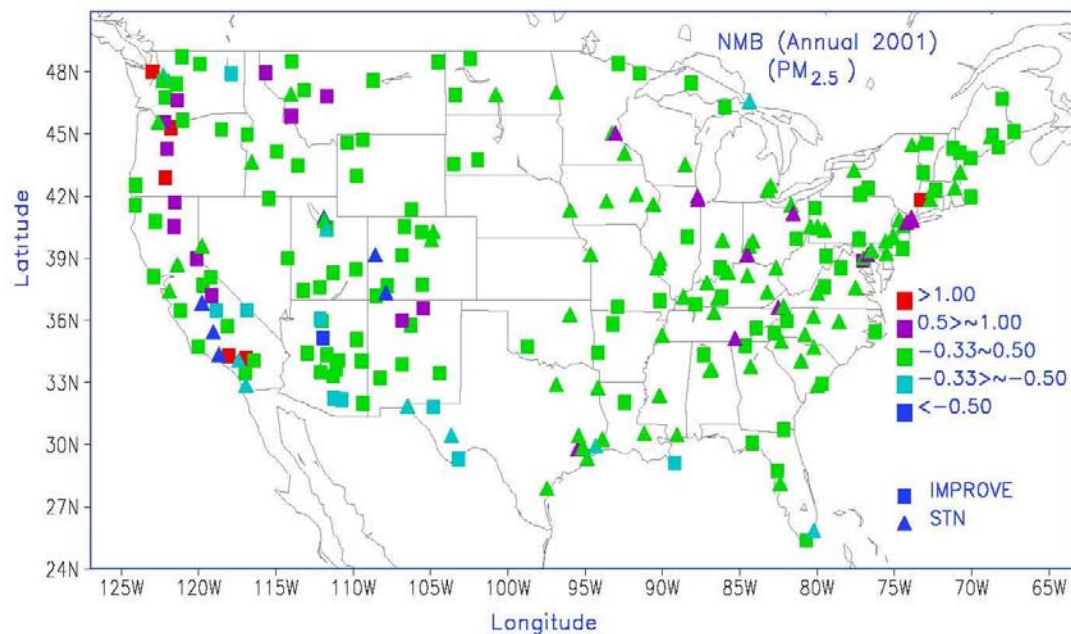 NMB (Annual 2001)
(PM2.5 )
48N
45N
42N
39N
36N
33N
30N
27N
24N
Latitude
>1.00
0.5>~1.00
-0.33~0.50
-0.33>~-0.50
<-0.50
IMPROVE
STN
125W 120W 115W 110W 105W 100W 95W 90W 85W 80W 75W 70W 65W
Longitude